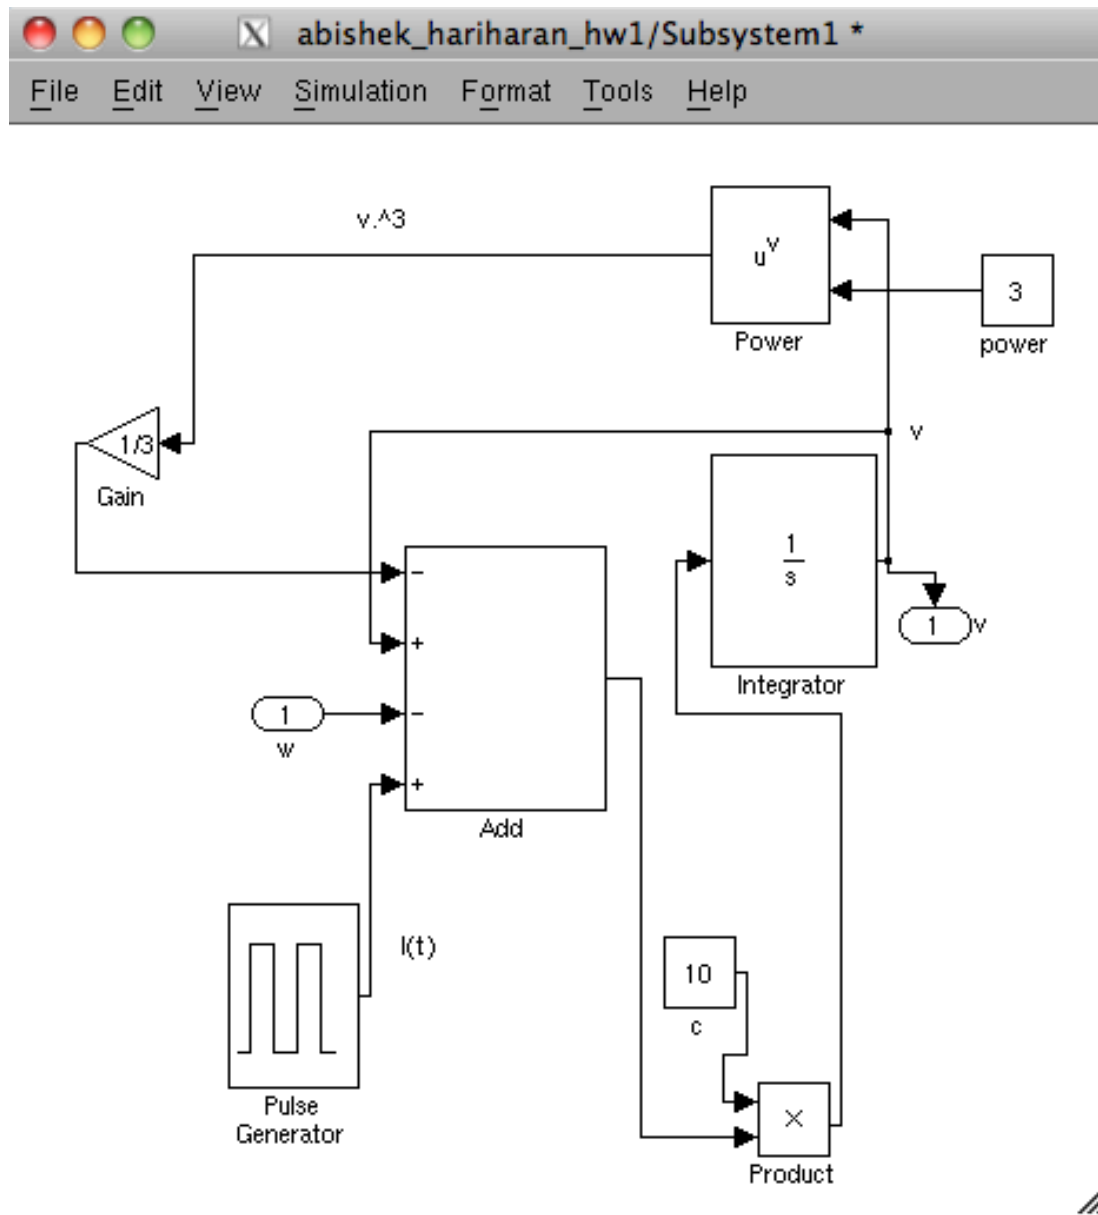 abishek_hariharan_hw1/Subsystem1 *
File Edit View Simulation Format Tools Help
v.^3
u^v
3
Power
power
1/3
v
Gain
1
s
−
+
1
v
Integrator
1
−
w
+
Add
I(t)
10
c
Pulse
Generator
×
Product